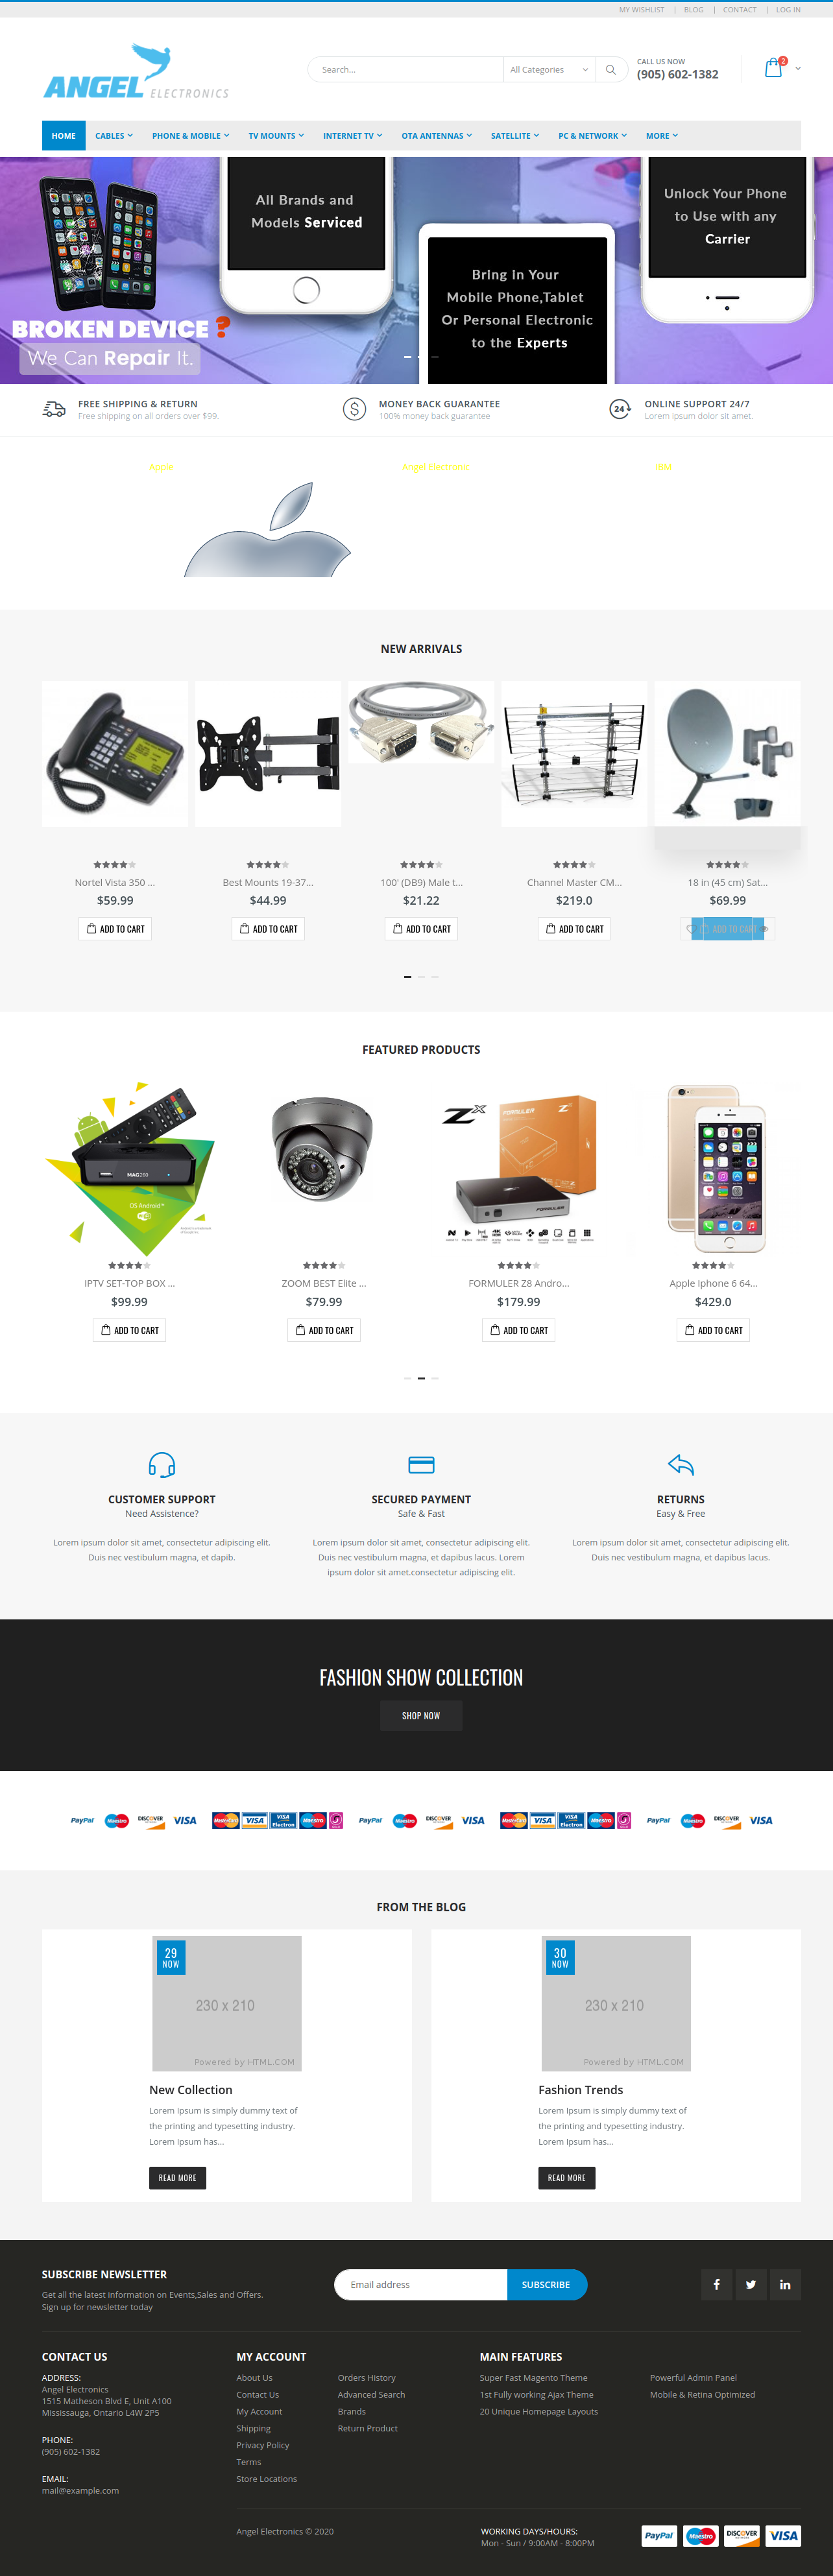 MY WISHLIST | BLOG | CONTACT | LOG IN
ANGEL ELECTRONICS
Search...
All Categories
CALL US NOW
(905) 602-1382
2
HOME
CABLES
PHONE & MOBILE
TV MOUNTS
INTERNET TV
OTA ANTENNAS
SATELLITE
PC & NETWORK
MORE
All Brands and
Models Serviced
Bring in Your
Mobile Phone,Tablet
Or Personal Electronic
to the Experts
Unlock Your Phone
to Use with any
Carrier
BROKEN DEVICE ?
We Can Repair It.
FREE SHIPPING & RETURN
Free shipping on all orders over $99.
MONEY BACK GUARANTEE
100% money back guarantee
24
ONLINE SUPPORT 24/7
Lorem ipsum dolor sit amet.
Apple
Angel Electronic
IBM
NEW ARRIVALS
Nortel Vista 350 ...
$59.99
ADD TO CART
Best Mounts 19-37...
$44.99
ADD TO CART
100' (DB9) Male t...
$21.22
ADD TO CART
Channel Master CM...
$219.0
ADD TO CART
18 in (45 cm) Sat...
$69.99
ADD TO CART
FEATURED PRODUCTS
MAG260
OS Android™
IPTV SET-TOP BOX ...
$99.99
ADD TO CART
ZOOM BEST Elite ...
$79.99
ADD TO CART
ZX
FORMULER
ZX
FORMULER
FORMULER Z8 Andro...
$179.99
ADD TO CART
Apple Iphone 6 64...
$429.0
ADD TO CART
CUSTOMER SUPPORT
Need Assistence?
Lorem ipsum dolor sit amet, consectetur adipiscing elit.
Duis nec vestibulum magna, et dapib.
SECURED PAYMENT
Safe & Fast
Lorem ipsum dolor sit amet, consectetur adipiscing elit.
Duis nec vestibulum magna, et dapibus lacus. Lorem
ipsum dolor sit amet.consectetur adipiscing elit.
RETURNS
Easy & Free
Lorem ipsum dolor sit amet, consectetur adipiscing elit.
Duis nec vestibulum magna, et dapibus lacus.
FASHION SHOW COLLECTION
SHOP NOW
PayPal Maestro DISCOVER VISA MasterCard VISA VISA Electron Maestro PayPal Maestro DISCOVER VISA MasterCard VISA VISA Electron Maestro PayPal Maestro DISCOVER VISA
FROM THE BLOG
29
NOW
230 x 210
Powered by HTML.COM
New Collection
Lorem Ipsum is simply dummy text of
the printing and typesetting industry.
Lorem Ipsum has...
READ MORE
30
NOW
230 x 210
Powered by HTML.COM
Fashion Trends
Lorem Ipsum is simply dummy text of
the printing and typesetting industry.
Lorem Ipsum has...
READ MORE
SUBSCRIBE NEWSLETTER
Get all the latest information on Events,Sales and Offers.
Sign up for newsletter today
Email address
SUBSCRIBE
CONTACT US
ADDRESS:
Angel Electronics
1515 Matheson Blvd E, Unit A100
Mississauga, Ontario L4W 2P5
PHONE:
(905) 602-1382
EMAIL:
mail@example.com
MY ACCOUNT
About Us
Contact Us
My Account
Shipping
Privacy Policy
Terms
Store Locations
Orders History
Advanced Search
Brands
Return Product
MAIN FEATURES
Super Fast Magento Theme
1st Fully working Ajax Theme
20 Unique Homepage Layouts
Powerful Admin Panel
Mobile & Retina Optimized
Angel Electronics © 2020
WORKING DAYS/HOURS:
Mon - Sun / 9:00AM - 8:00PM
PayPal Maestro DISCOVER VISA